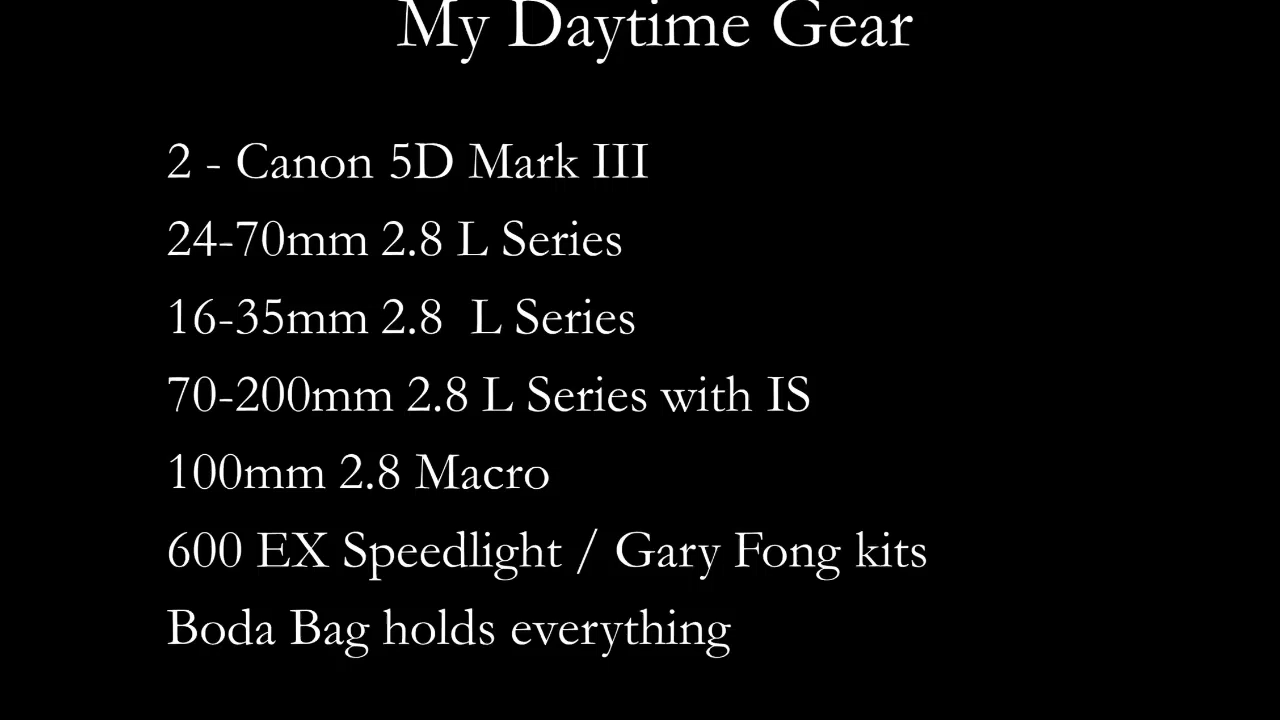 My Daytime Gear
2 - Canon 5D Mark III
24-70mm 2.8 L Series
16-35mm 2.8  L Series
70-200mm 2.8 L Series with IS
100mm 2.8 Macro
600 EX Speedlight / Gary Fong kits
Boda Bag holds everything